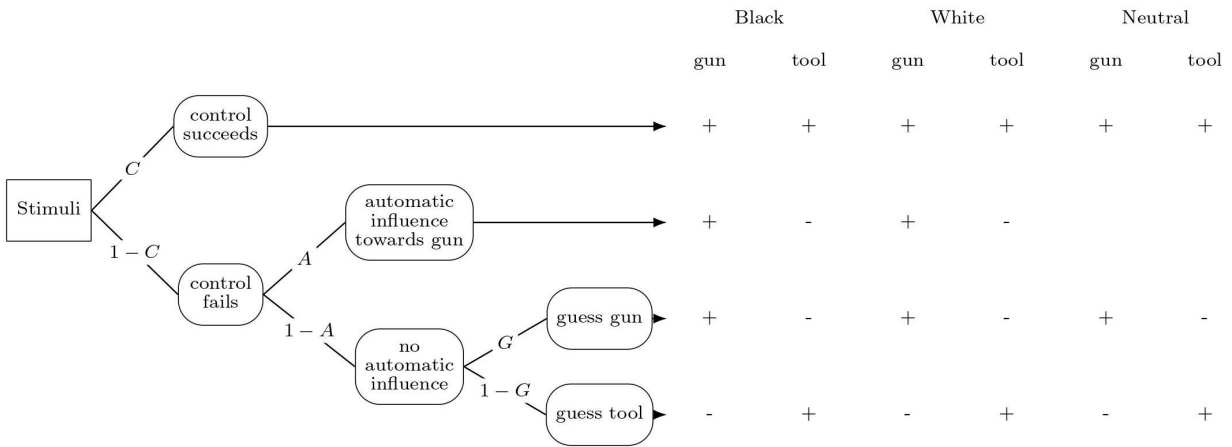 Black White Neutral
gun tool gun tool gun tool
control
succeeds
+ + + + + +
C
Stimuli
automatic
influence
towards gun
+ - + -
1 − C
A
control
fails
1 − A
guess gun
+ - + - + -
G
no
automatic
influence
1 − G
guess tool
- + - + - +